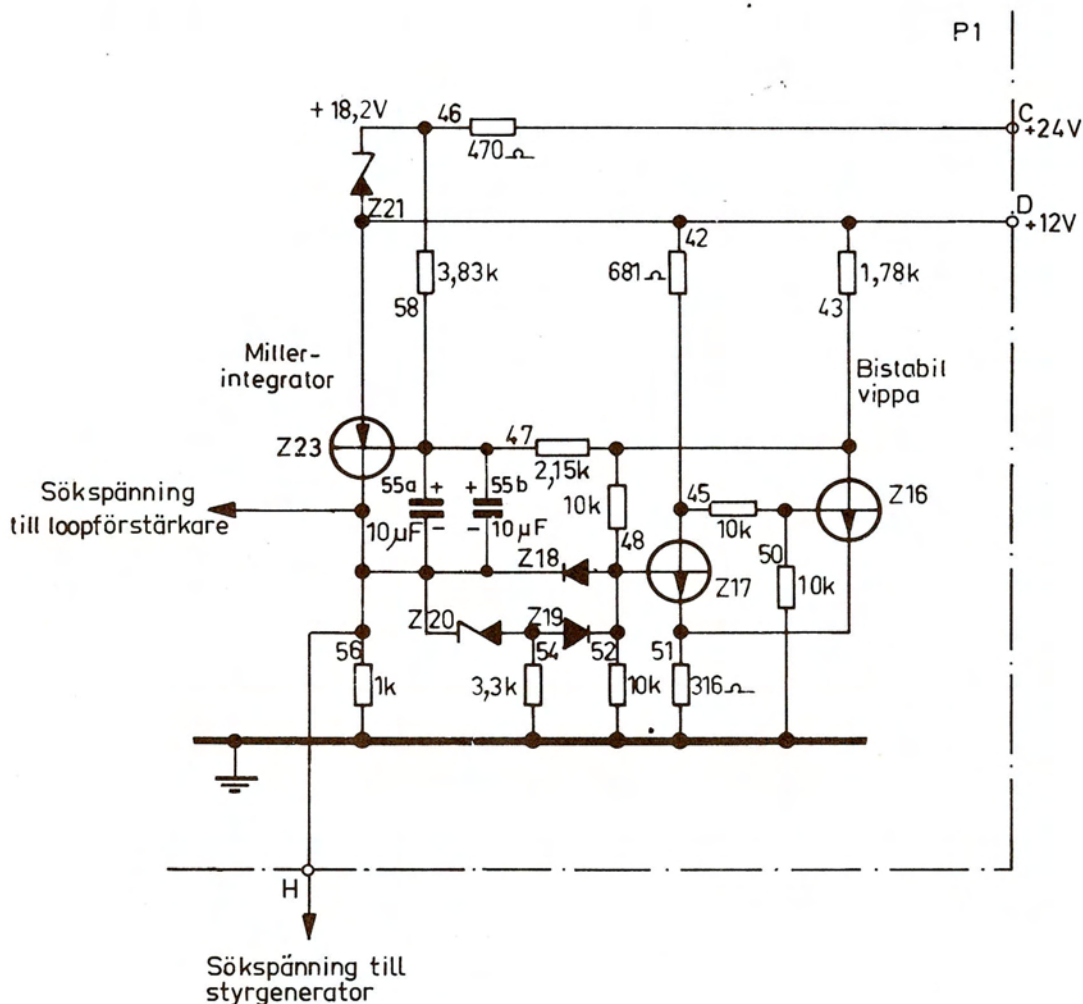 P1
+ 18,2V
46
C
+24V
470Ω
Z21
D
+12V
42
3,83k
681Ω
1,78k
58
43
Miller-
integrator
Bistabil
vippa
Z23
47
2,15k
55a
+
+
55b
45
Z16
Sökspänning
till loopförstärkare
10k
10k
10µF
-
-
10µF
48
50
Z18
Z17
10k
Z20
Z19
56
54
52
51
1k
3,3k
10k
316Ω
H
Sökspänning till
styrgenerator